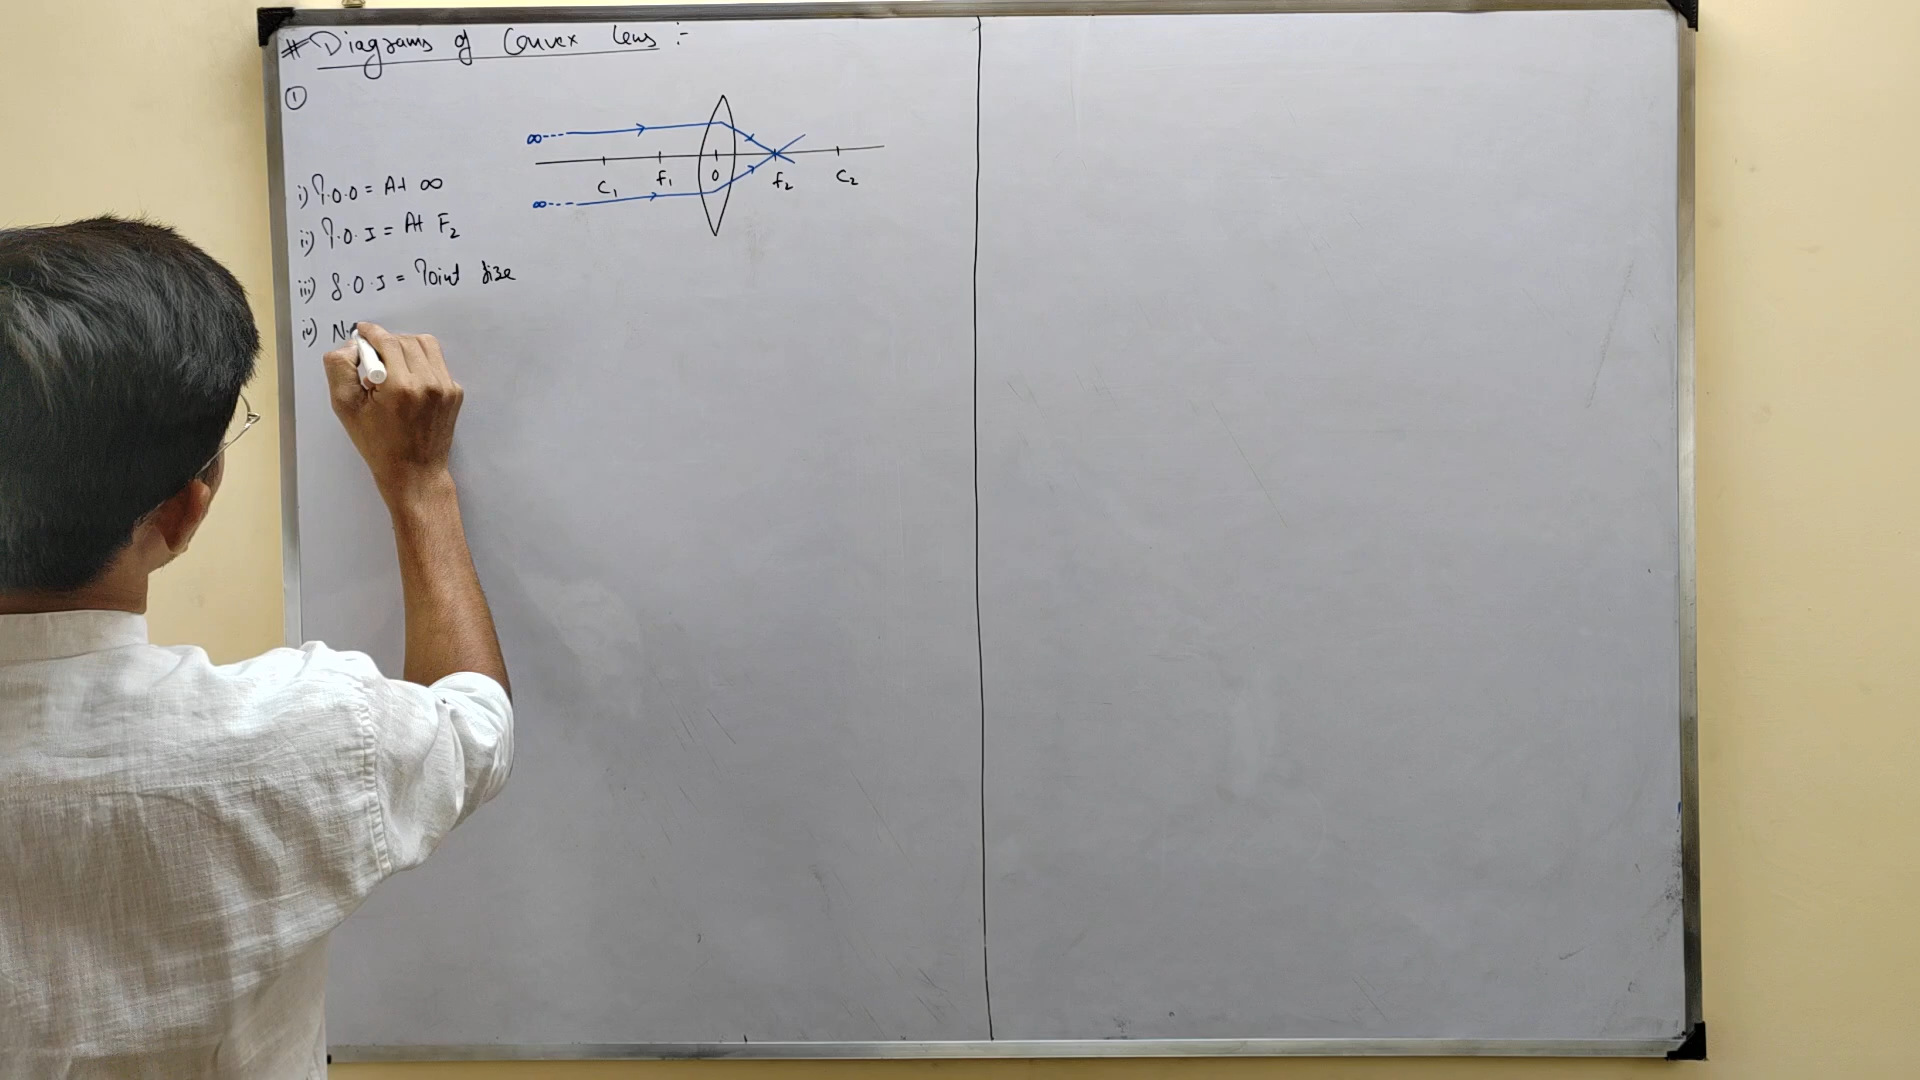 # Diagrams of Convex lens :-
①
∞---
C₁ f₁ O f₂ C₂
∞---
i) P.O.O = At ∞
ii) P.O.I = At F₂
iii) S.O.I = Point Size
iv) N.